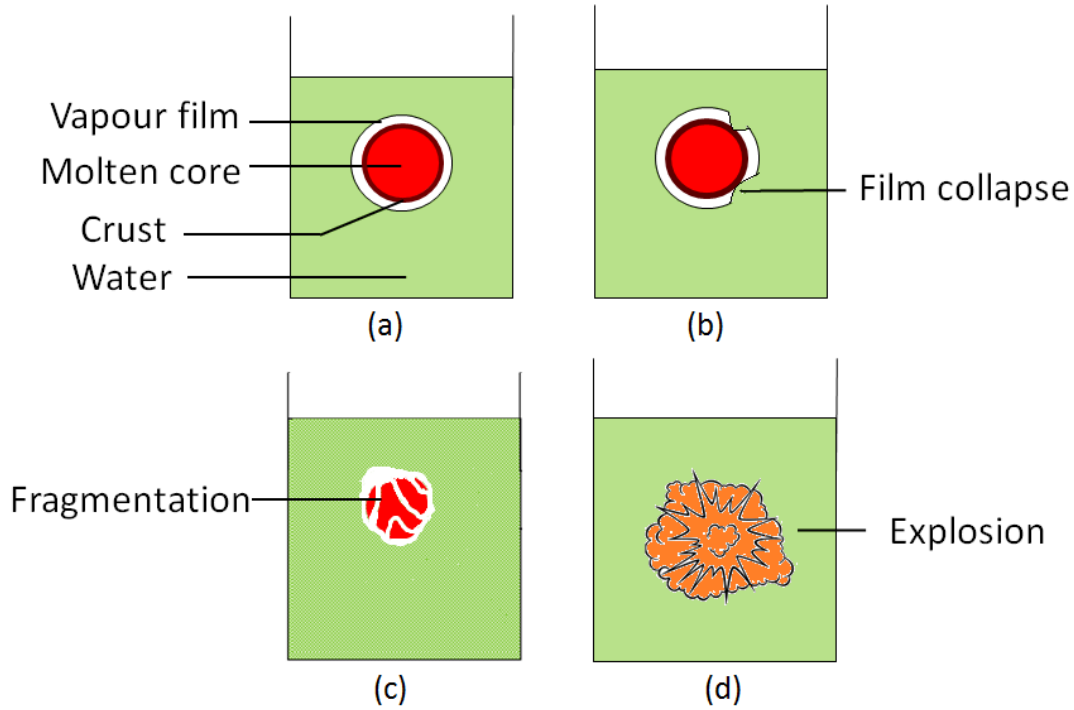 Vapour film
Molten core
Crust
Water
(a)
Film collapse
(b)
Fragmentation
(c)
Explosion
(d)